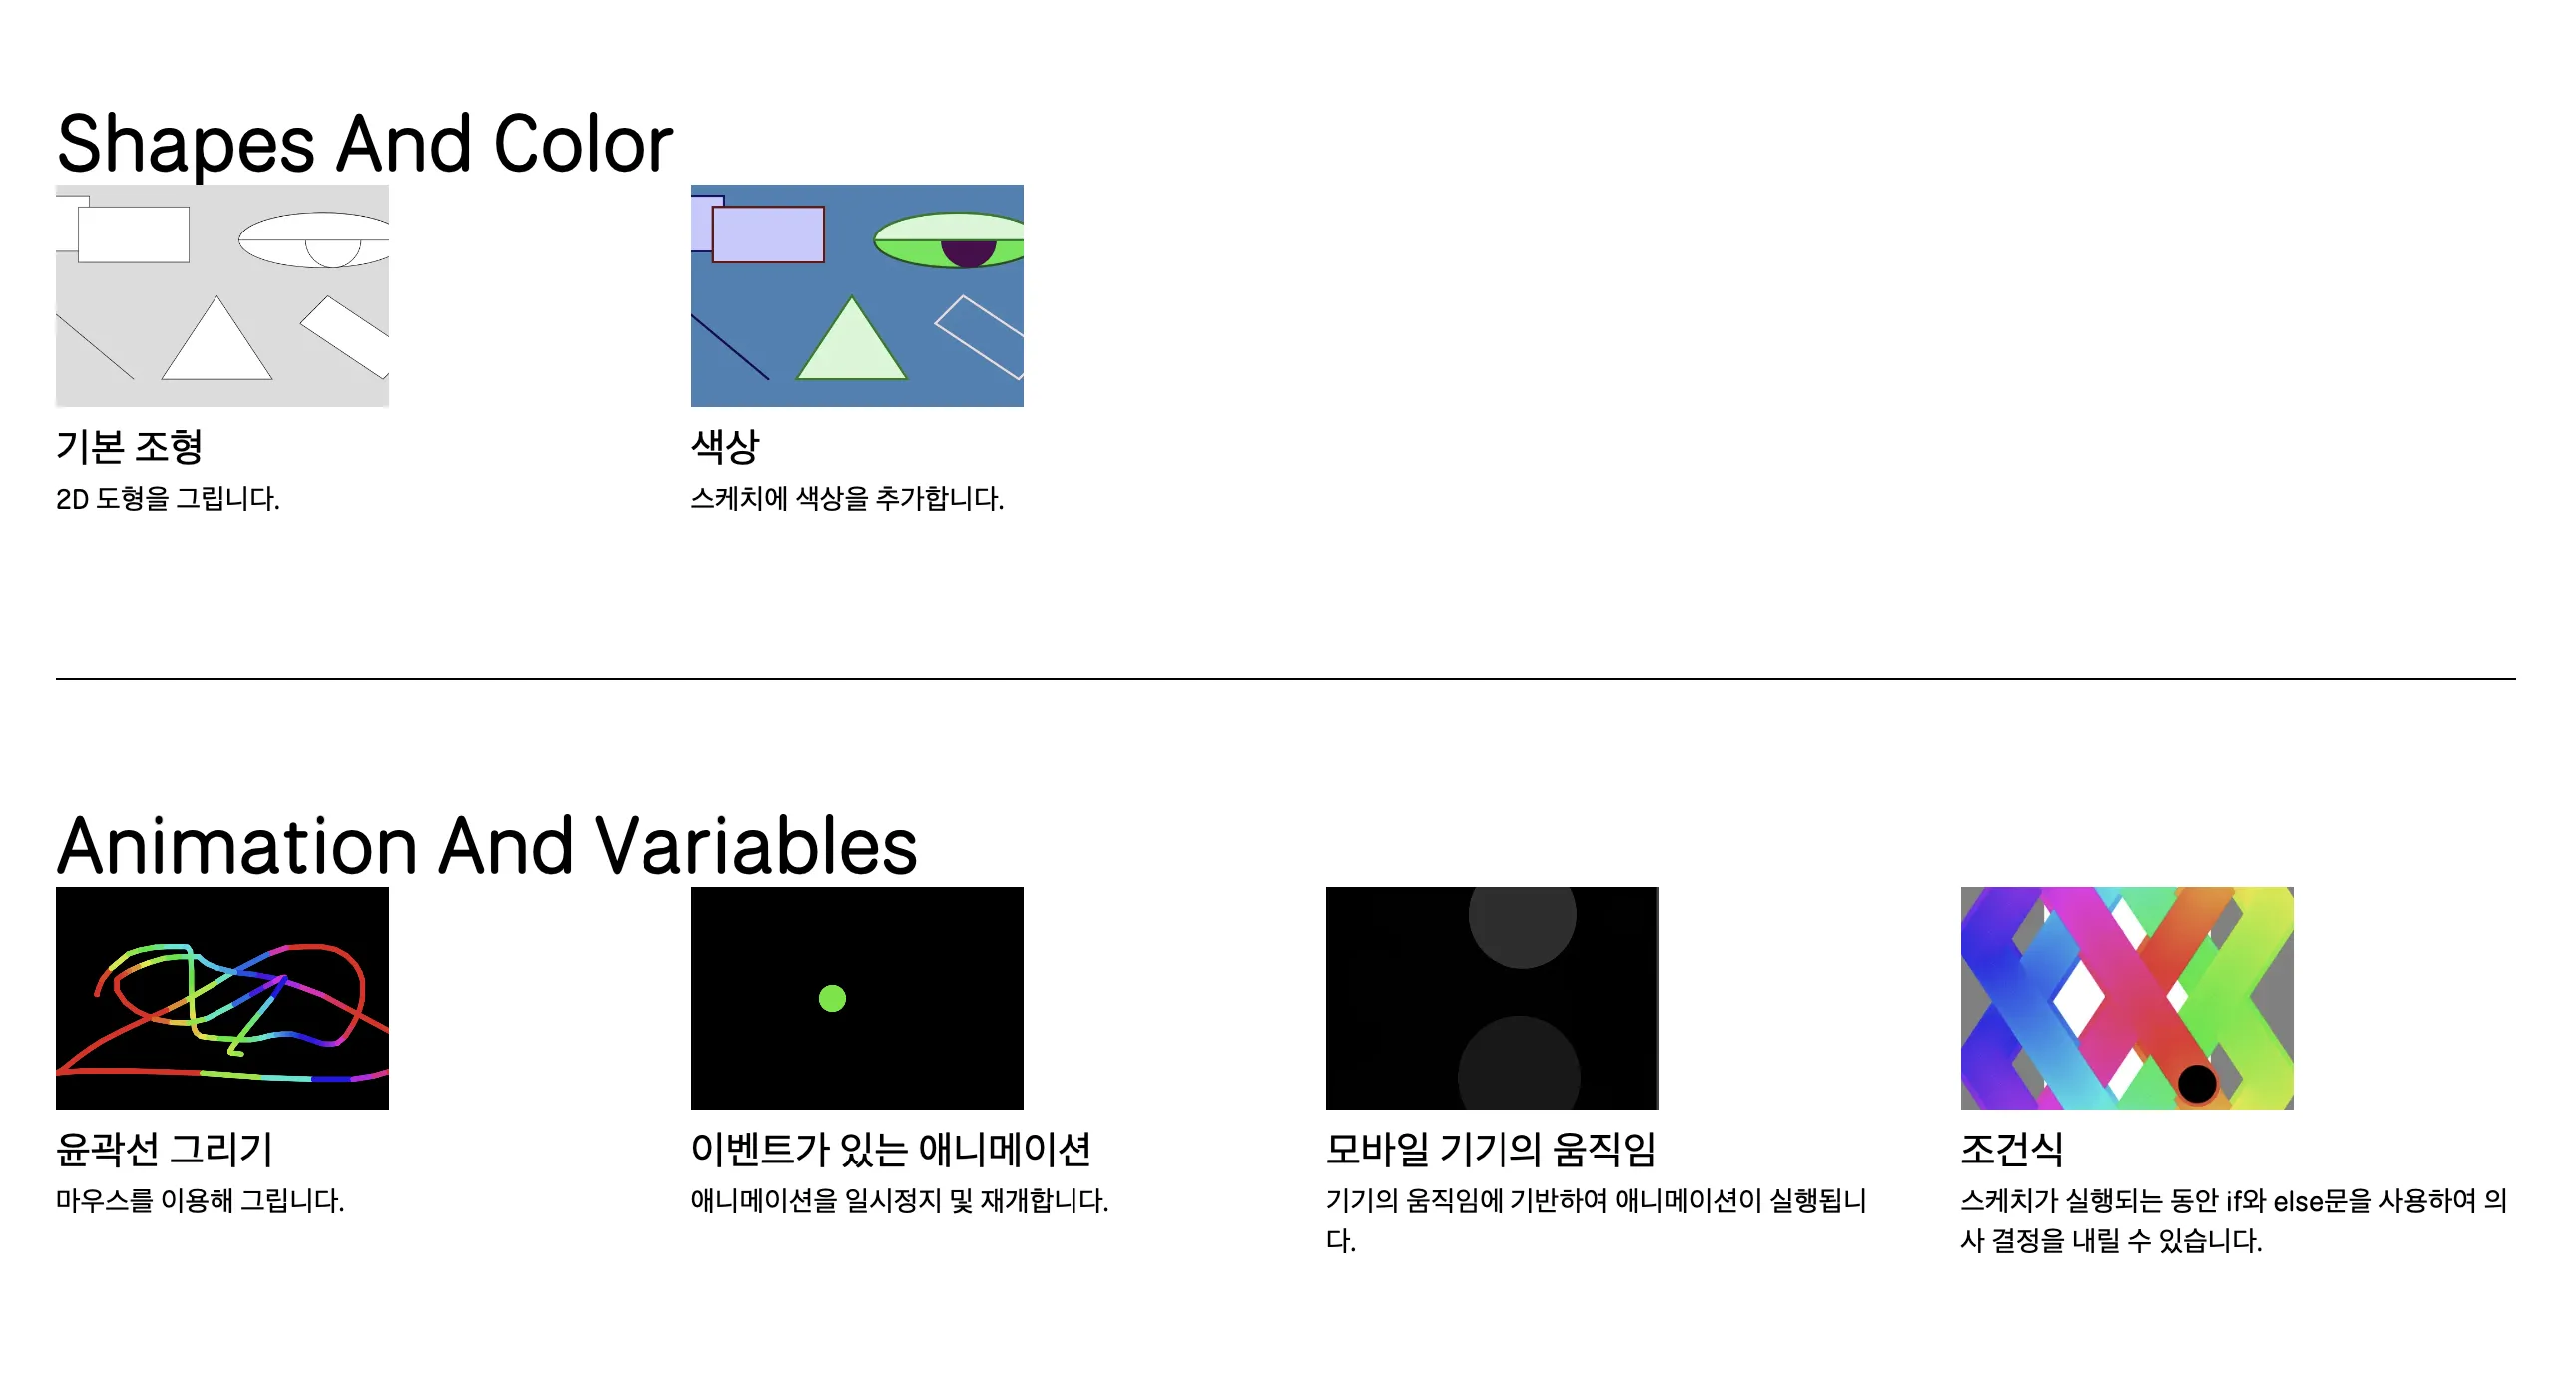 Shapes And Color
기본 조형
2D 도형을 그립니다.
색상
스케치에 색상을 추가합니다.
Animation And Variables
윤곽선 그리기
마우스를 이용해 그립니다.
이벤트가 있는 애니메이션
애니메이션을 일시정지 및 재개합니다.
모바일 기기의 움직임
기기의 움직임에 기반하여 애니메이션이 실행됩니
다.
조건식
스케치가 실행되는 동안 if와 else문을 사용하여 의
사 결정을 내릴 수 있습니다.